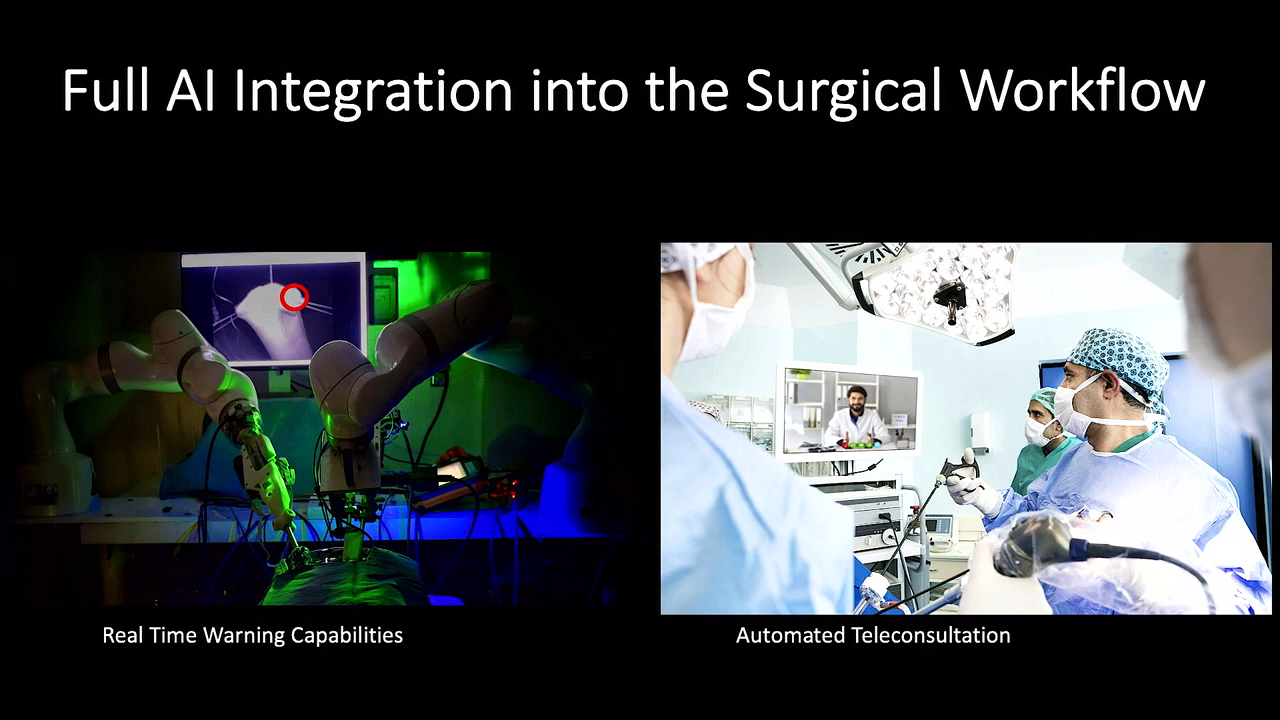 Full AI Integration into the Surgical Workflow
Real Time Warning Capabilities
Automated Teleconsultation